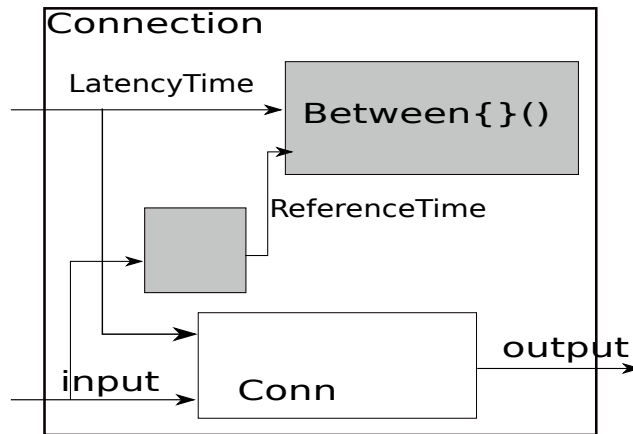 Connection
LatencyTime
Between{}()
ReferenceTime
output
input
Conn